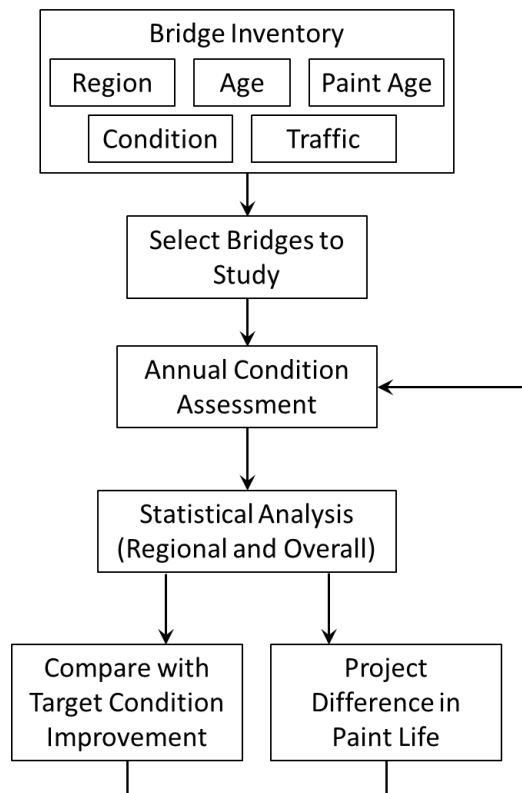 Bridge Inventory
Region
Age
Paint Age
Condition
Traffic
Select Bridges to
Study
Annual Condition
Assessment
Statistical Analysis
(Regional and Overall)
Compare with
Target Condition
Improvement
Project
Difference in
Paint Life